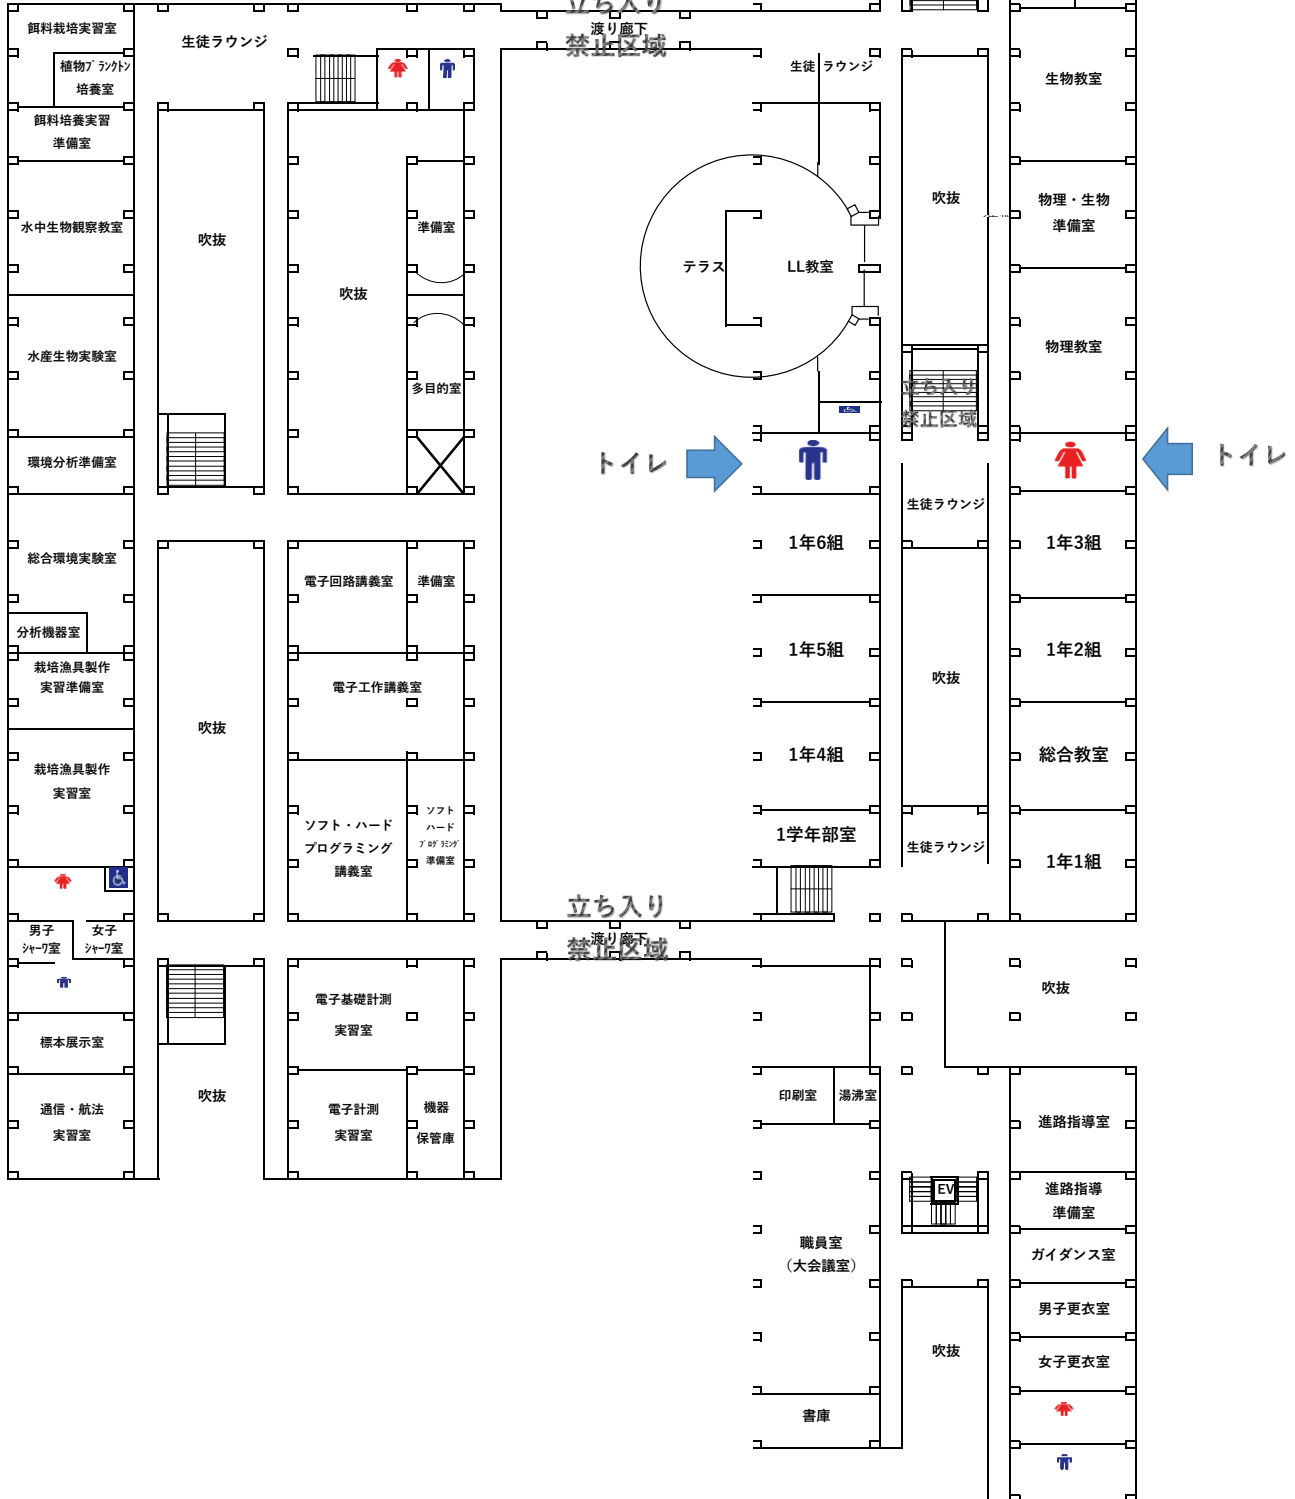 餌料栽培実習室
植物プランクトン
培養室
餌料培養実習
準備室
水中生物観察教室
水産生物実験室
環境分析準備室
総合環境実験室
分析機器室
栽培漁具製作
実習準備室
栽培漁具製作
実習室
男子
シャーワ室
女子
シャーワ室
標本展示室
通信・航法
実習室
生徒ラウンジ
吹抜
吹抜
吹抜
吹抜
準備室
多目的室
電子回路講義室
準備室
電子工作講義室
ソフト・ハード
プログラミング
講義室
ソフト
ハード
プログラミング
準備室
電子基礎計測
実習室
電子計測
実習室
機器
保管庫
立ち入り
渡り廊下
禁止区域
立ち入り
渡り廊下
禁止区域
生徒 ラウンジ
テラス
LL教室
トイレ
1年6組
1年5組
1年4組
1学年部室
印刷室
湯沸室
職員室
（大会議室）
書庫
吹抜
立ち入り
禁止区域
生徒ラウンジ
吹抜
生徒ラウンジ
EV
吹抜
生物教室
物理・生物
準備室
物理教室
トイレ
1年3組
1年2組
総合教室
1年1組
吹抜
進路指導室
進路指導
準備室
ガイダンス室
男子更衣室
女子更衣室